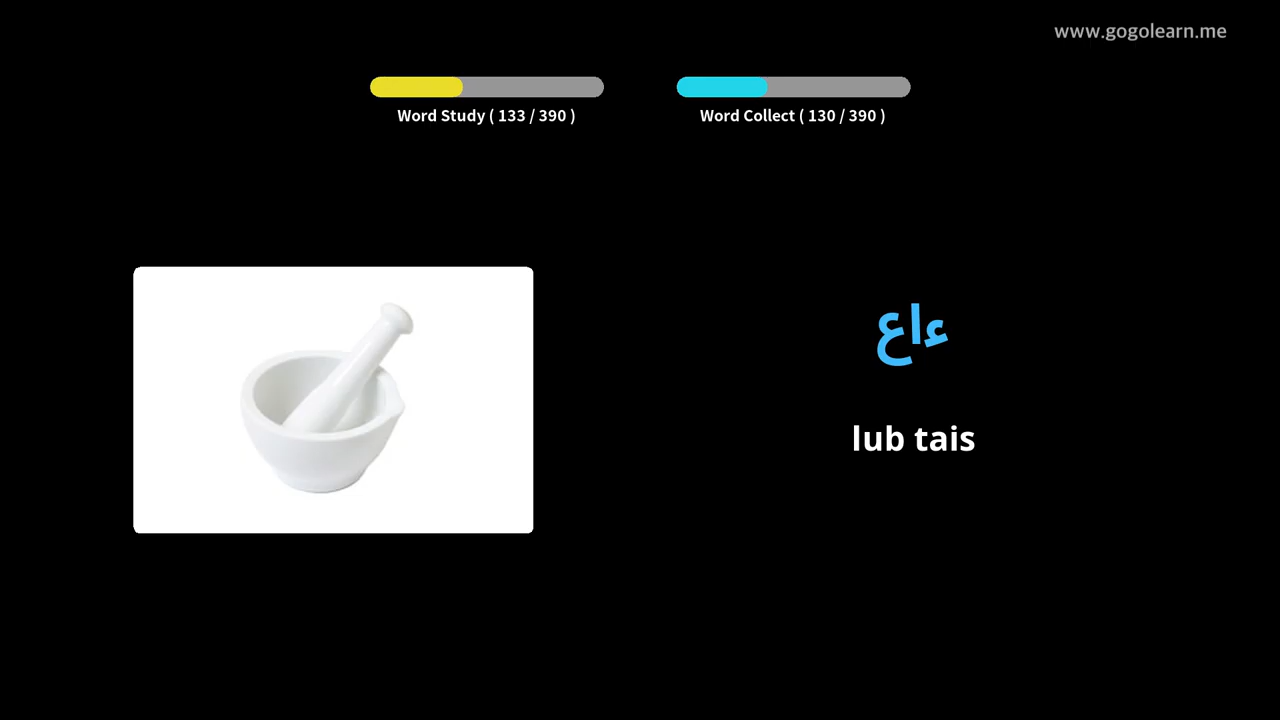 www.gogolearn.me
Word Study ( 133 / 390 )
Word Collect ( 130 / 390 )
ءاع
lub tais